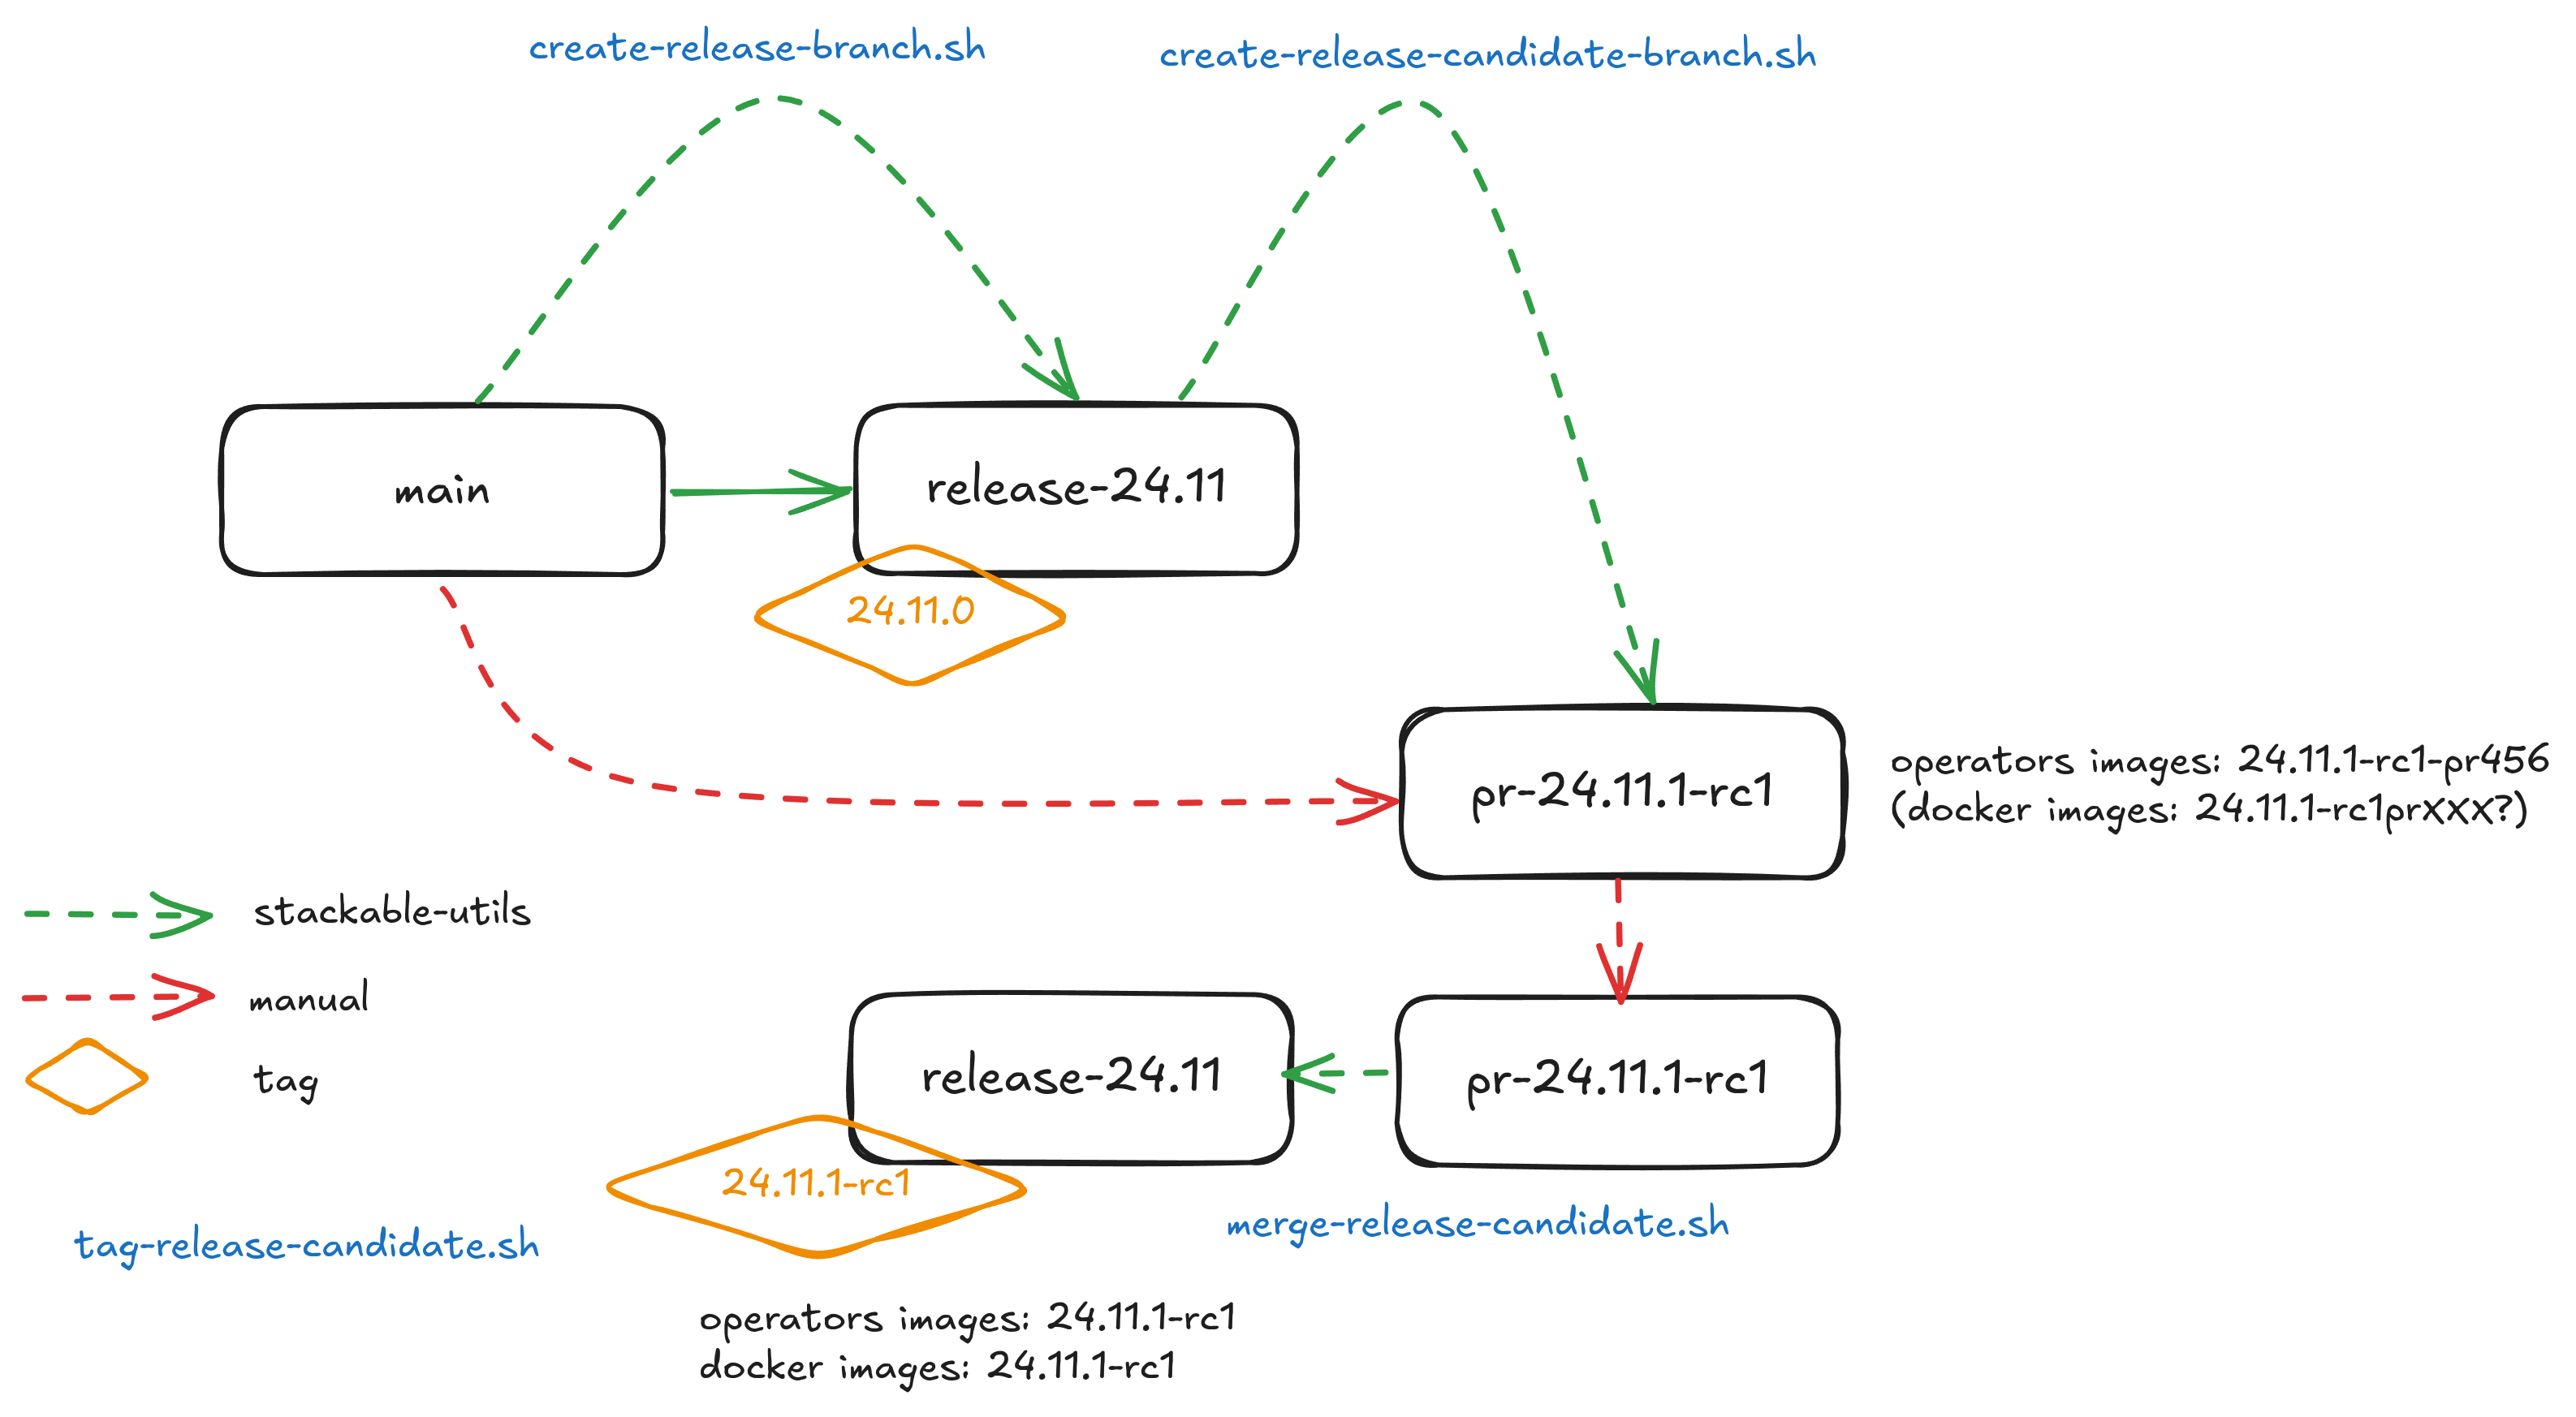 create-release-branch.sh
create-release-candidate-branch.sh
main
release-24.11
24.11.0
pr-24.11.1-rc1
operators images: 24.11.1-rc1-pr456
(docker images: 24.11.1-rc1prXXX?)
stackable-utils
manual
tag
release-24.11
pr-24.11.1-rc1
24.11.1-rc1
tag-release-candidate.sh
merge-release-candidate.sh
operators images: 24.11.1-rc1
docker images: 24.11.1-rc1